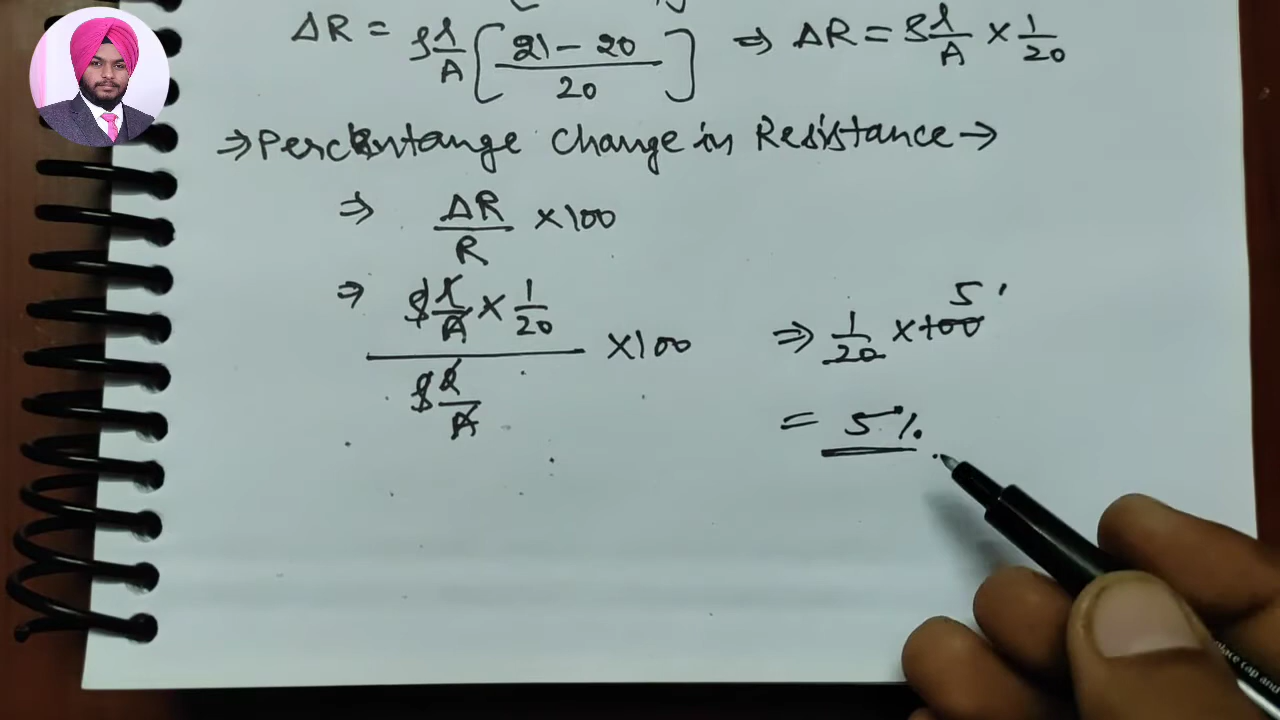 ΔR = ρl/A [21 - 20 / 20] ⇒ ΔR = ρl/A × 1/20
⇒ Percentange Change in Resistance →
⇒ ΔR/R × 100
⇒ ρl/A × 1/20 / ρl/A × 100
⇒ 1/20 × 100 5
= 5%